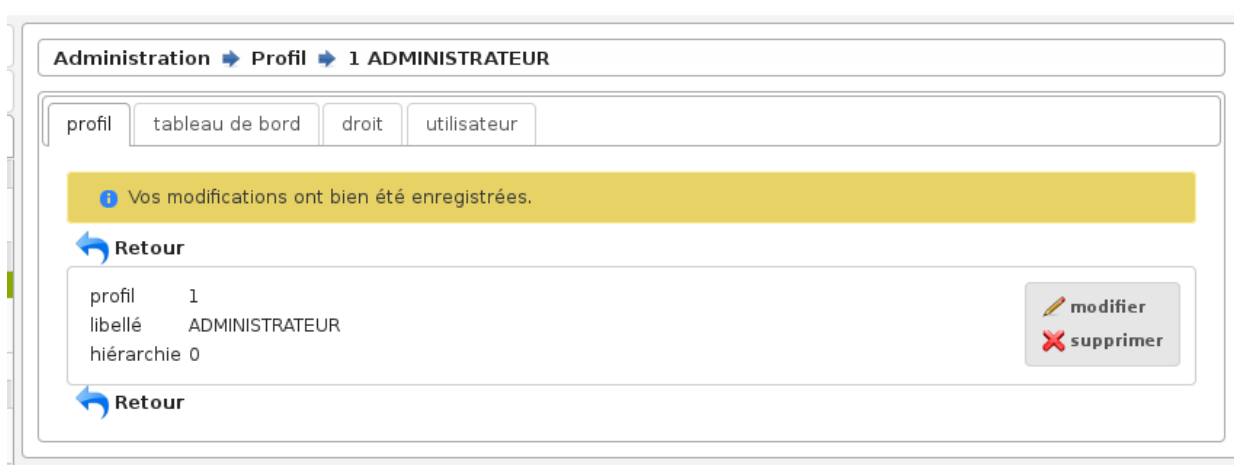 Administration Profil 1 ADMINISTRATEUR
profil tableau de bord droit utilisateur
Vos modifications ont bien été enregistrées.
Retour
profil 1
libellé ADMINISTRATEUR
hiérarchie 0
modifier
supprimer
Retour